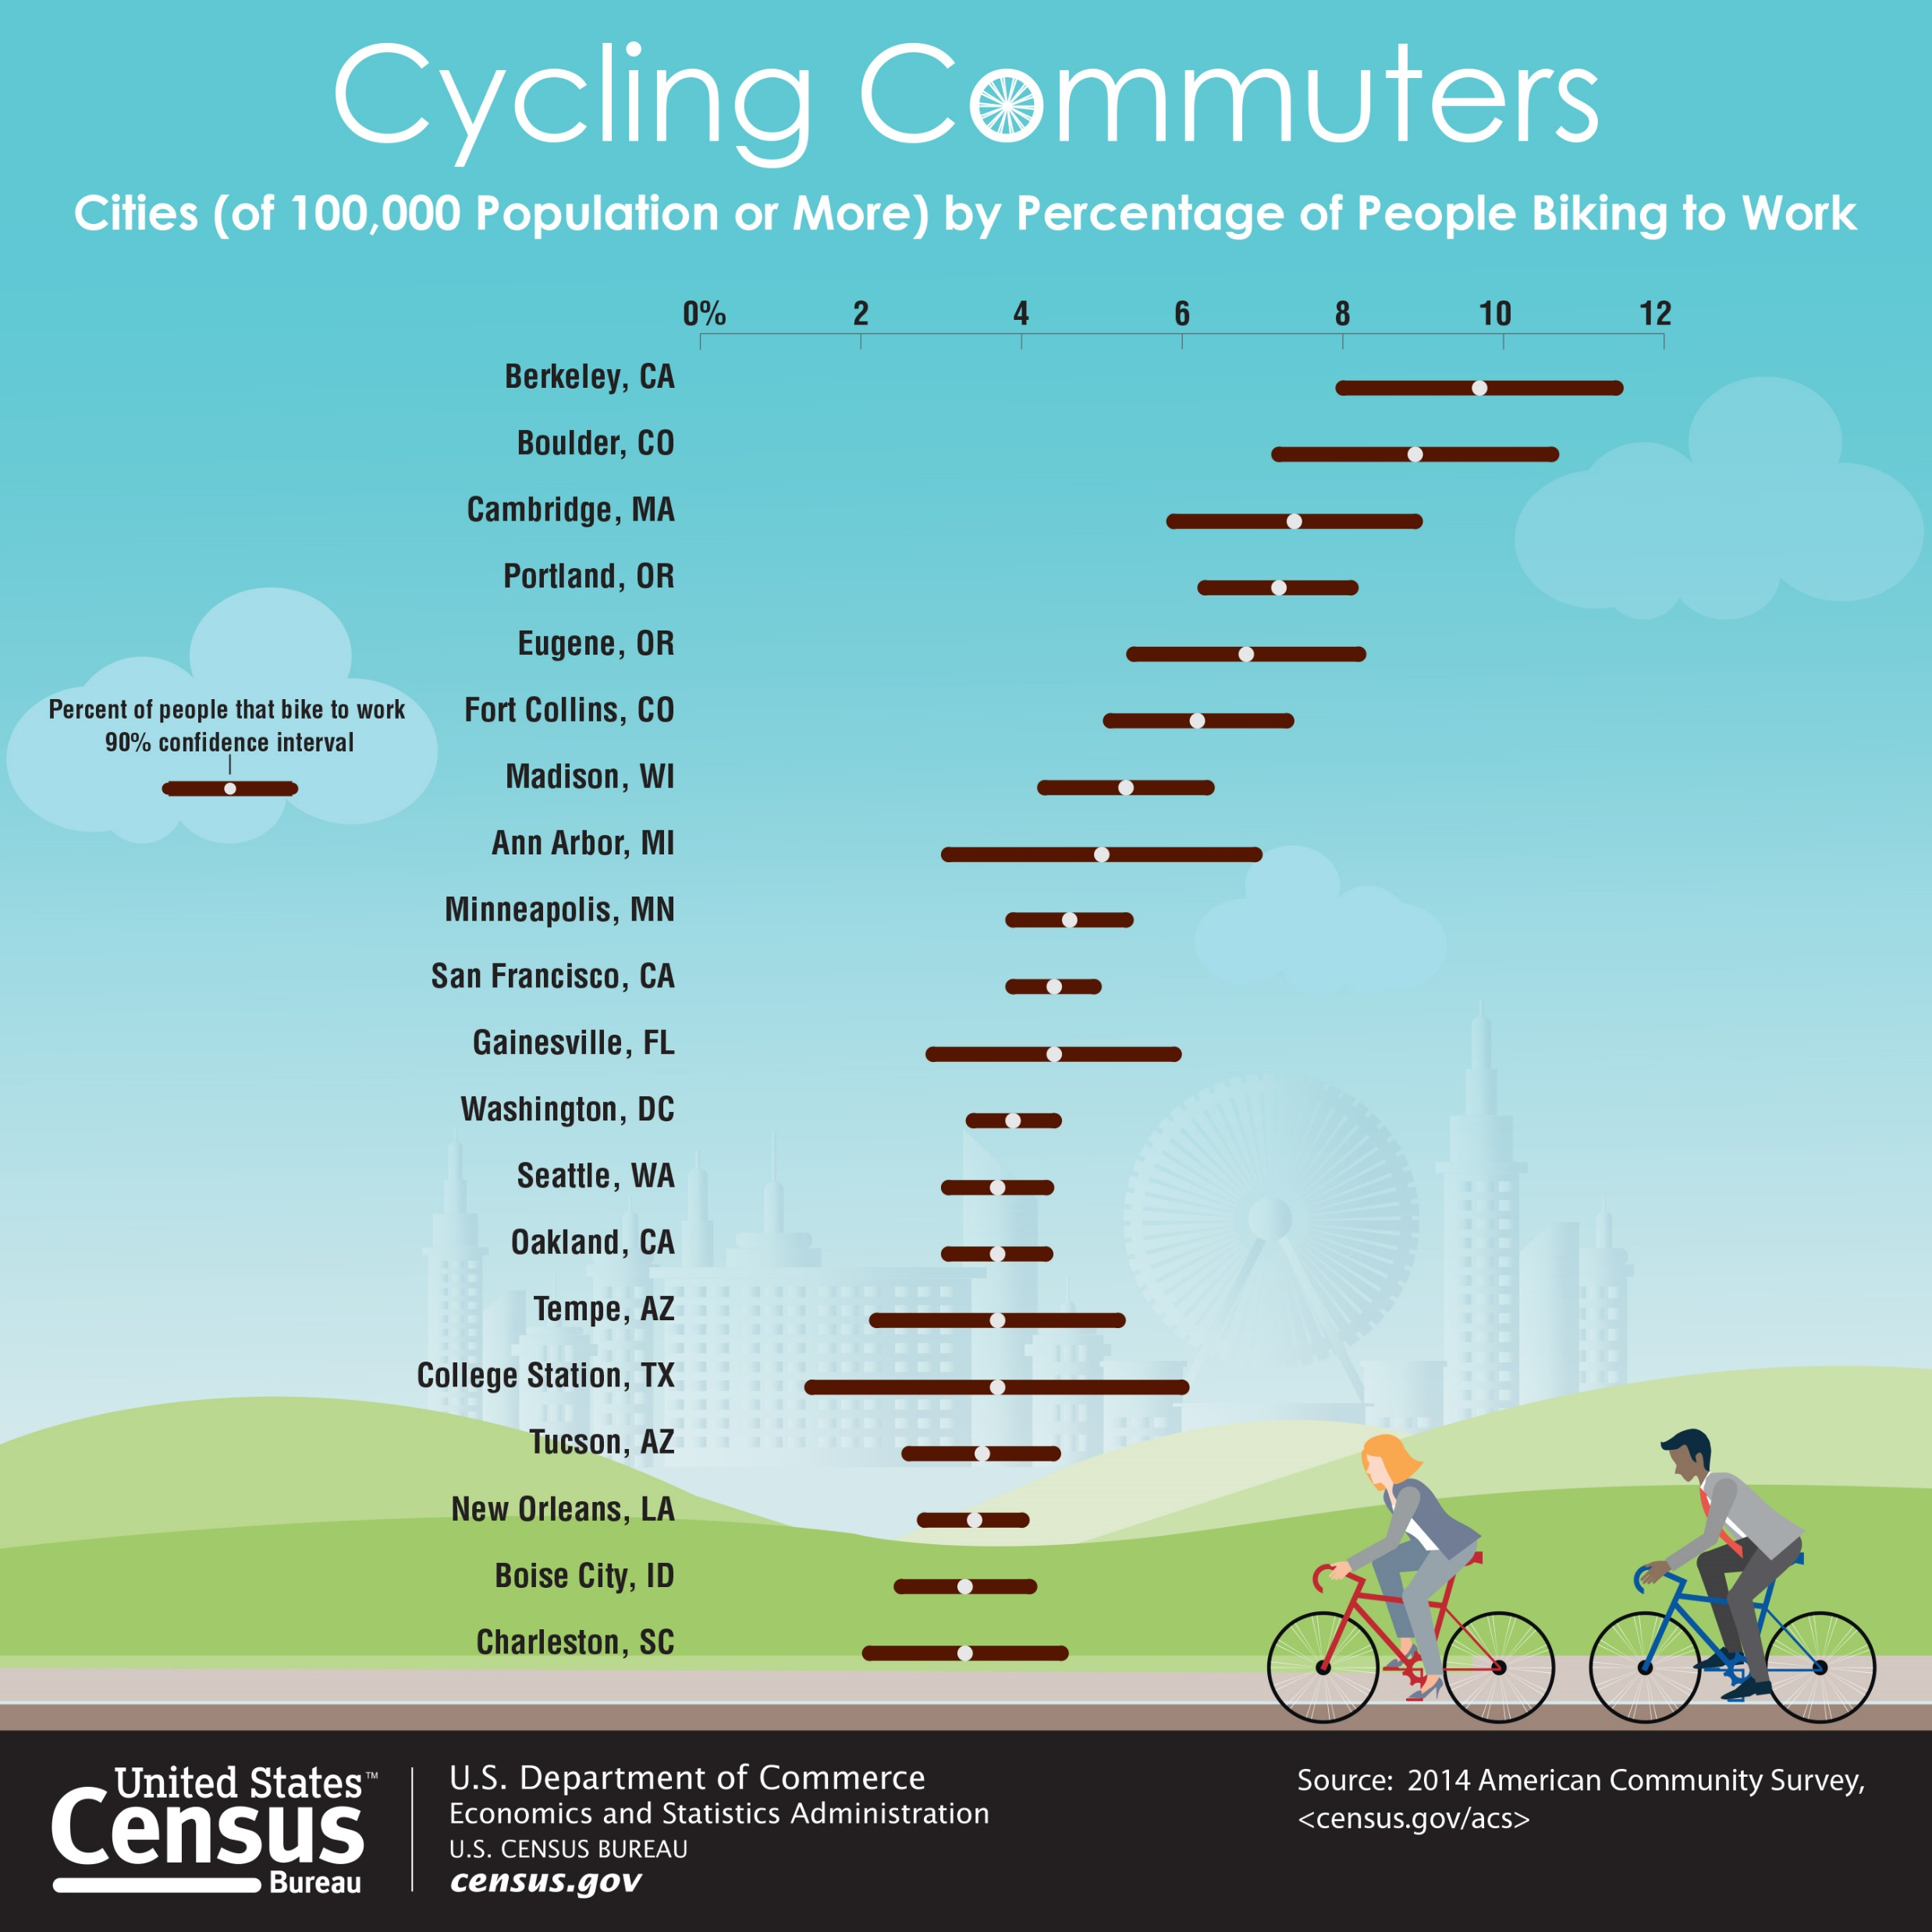 Cycling Commuters
Cities (of 100,000 Population or More) by Percentage of People Biking to Work
0% 2 4 6 8 10 12
Berkeley, CA
Boulder, CO
Cambridge, MA
Portland, OR
Eugene, OR
Fort Collins, CO
Madison, WI
Ann Arbor, MI
Minneapolis, MN
San Francisco, CA
Gainesville, FL
Washington, DC
Seattle, WA
Oakland, CA
Tempe, AZ
College Station, TX
Tucson, AZ
New Orleans, LA
Boise City, ID
Charleston, SC
Percent of people that bike to work
90% confidence interval
United States™
Census
Bureau
U.S. Department of Commerce
Economics and Statistics Administration
U.S. CENSUS BUREAU
census.gov
Source: 2014 American Community Survey,
<census.gov/acs>